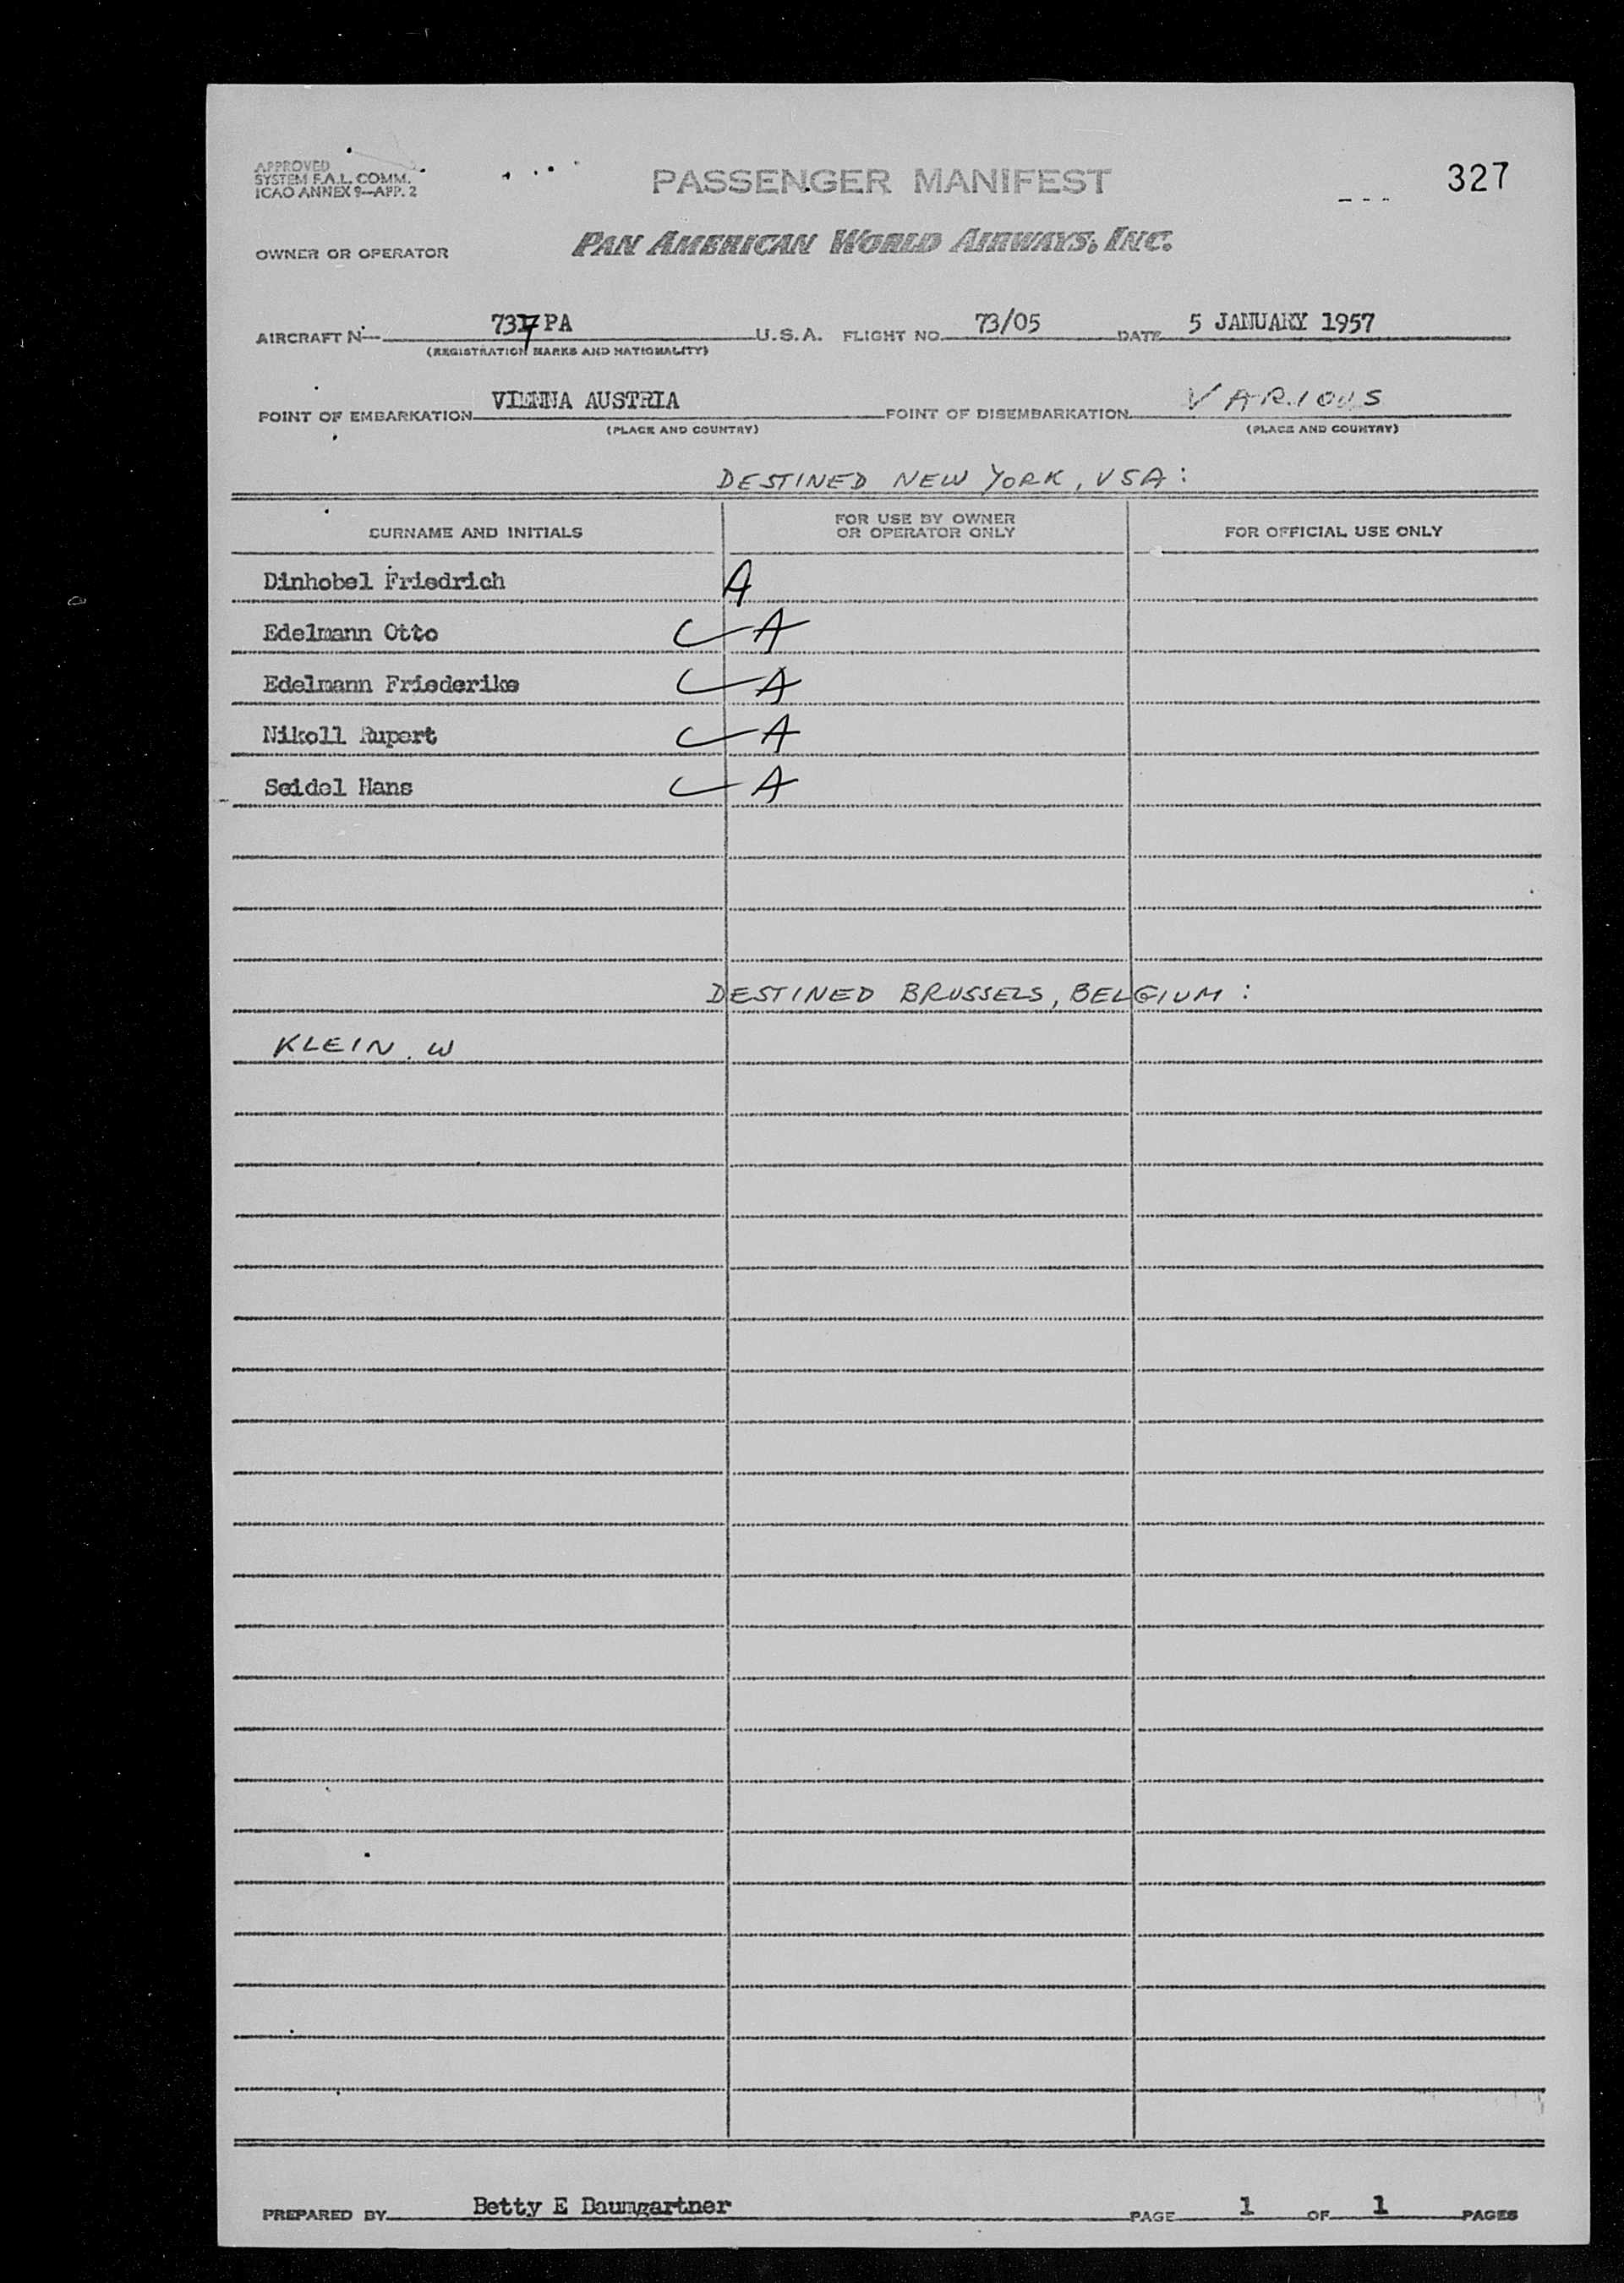 APPROVED
SYSTEM F.A.L. COMM.
ICAO ANNEX 9—APP. 2
PASSENGER MANIFEST
327
OWNER OR OPERATOR PAN AMERICAN WORLD AIRWAYS, INC.
AIRCRAFT N 737PA U.S.A. FLIGHT NO. 73/05 DATE 5 JANUARY 1957
(REGISTRATION MARKS AND NATIONALITY)
POINT OF EMBARKATION VIENNA AUSTRIA POINT OF DISEMBARKATION VARIOUS
(PLACE AND COUNTRY) (PLACE AND COUNTRY)
DESTINED NEW YORK, USA:
SURNAME AND INITIALS FOR USE BY OWNER OR OPERATOR ONLY FOR OFFICIAL USE ONLY
Dinhobel Friedrich A
Edelmann Otto A
Edelmann Friederike A
Nikoll Rupert A
Seidel Hans A
DESTINED BRUSSELS, BELGIUM:
KLEIN. W
PREPARED BY Betty E Baumgartner PAGE 1 OF 1 PAGES